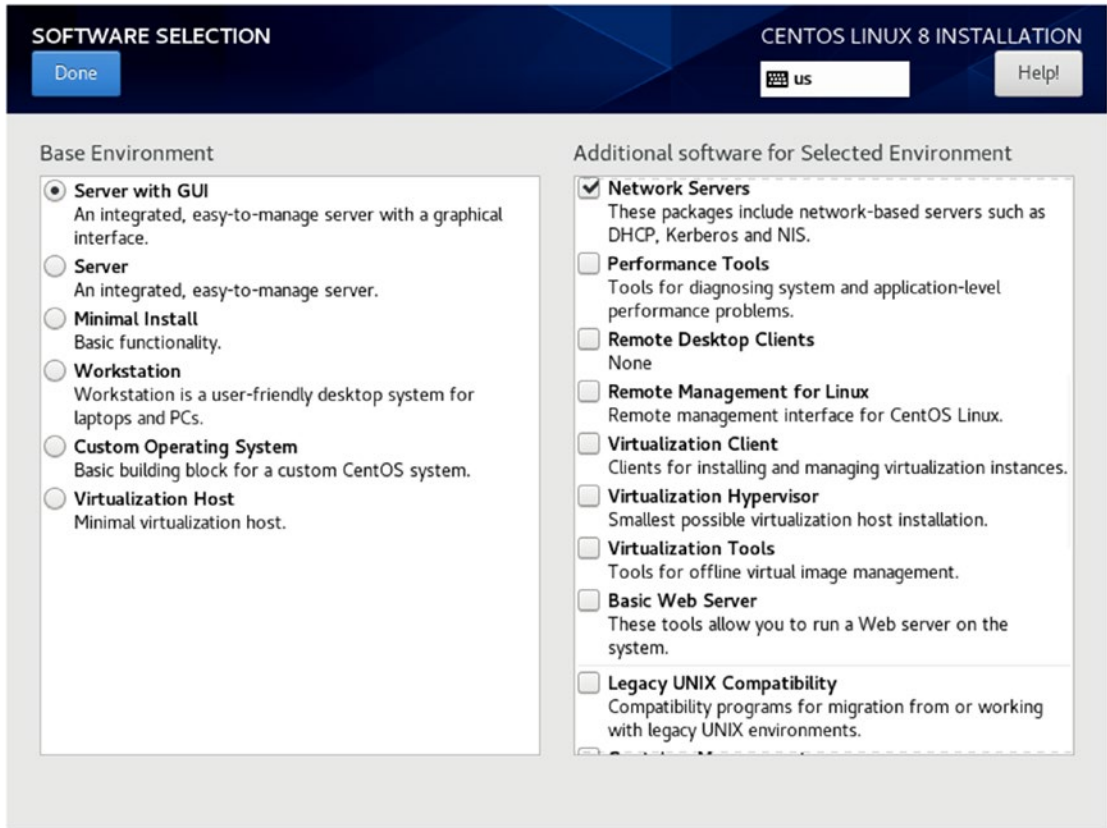 SOFTWARE SELECTION
CENTOS LINUX 8 INSTALLATION
Done
us
Help!
Base Environment
Server with GUI
An integrated, easy-to-manage server with a graphical
interface.
Server
An integrated, easy-to-manage server.
Minimal Install
Basic functionality.
Workstation
Workstation is a user-friendly desktop system for
laptops and PCs.
Custom Operating System
Basic building block for a custom CentOS system.
Virtualization Host
Minimal virtualization host.
Additional software for Selected Environment
Network Servers
These packages include network-based servers such as
DHCP, Kerberos and NIS.
Performance Tools
Tools for diagnosing system and application-level
performance problems.
Remote Desktop Clients
None
Remote Management for Linux
Remote management interface for CentOS Linux.
Virtualization Client
Clients for installing and managing virtualization instances.
Virtualization Hypervisor
Smallest possible virtualization host installation.
Virtualization Tools
Tools for offline virtual image management.
Basic Web Server
These tools allow you to run a Web server on the
system.
Legacy UNIX Compatibility
Compatibility programs for migration from or working
with legacy UNIX environments.